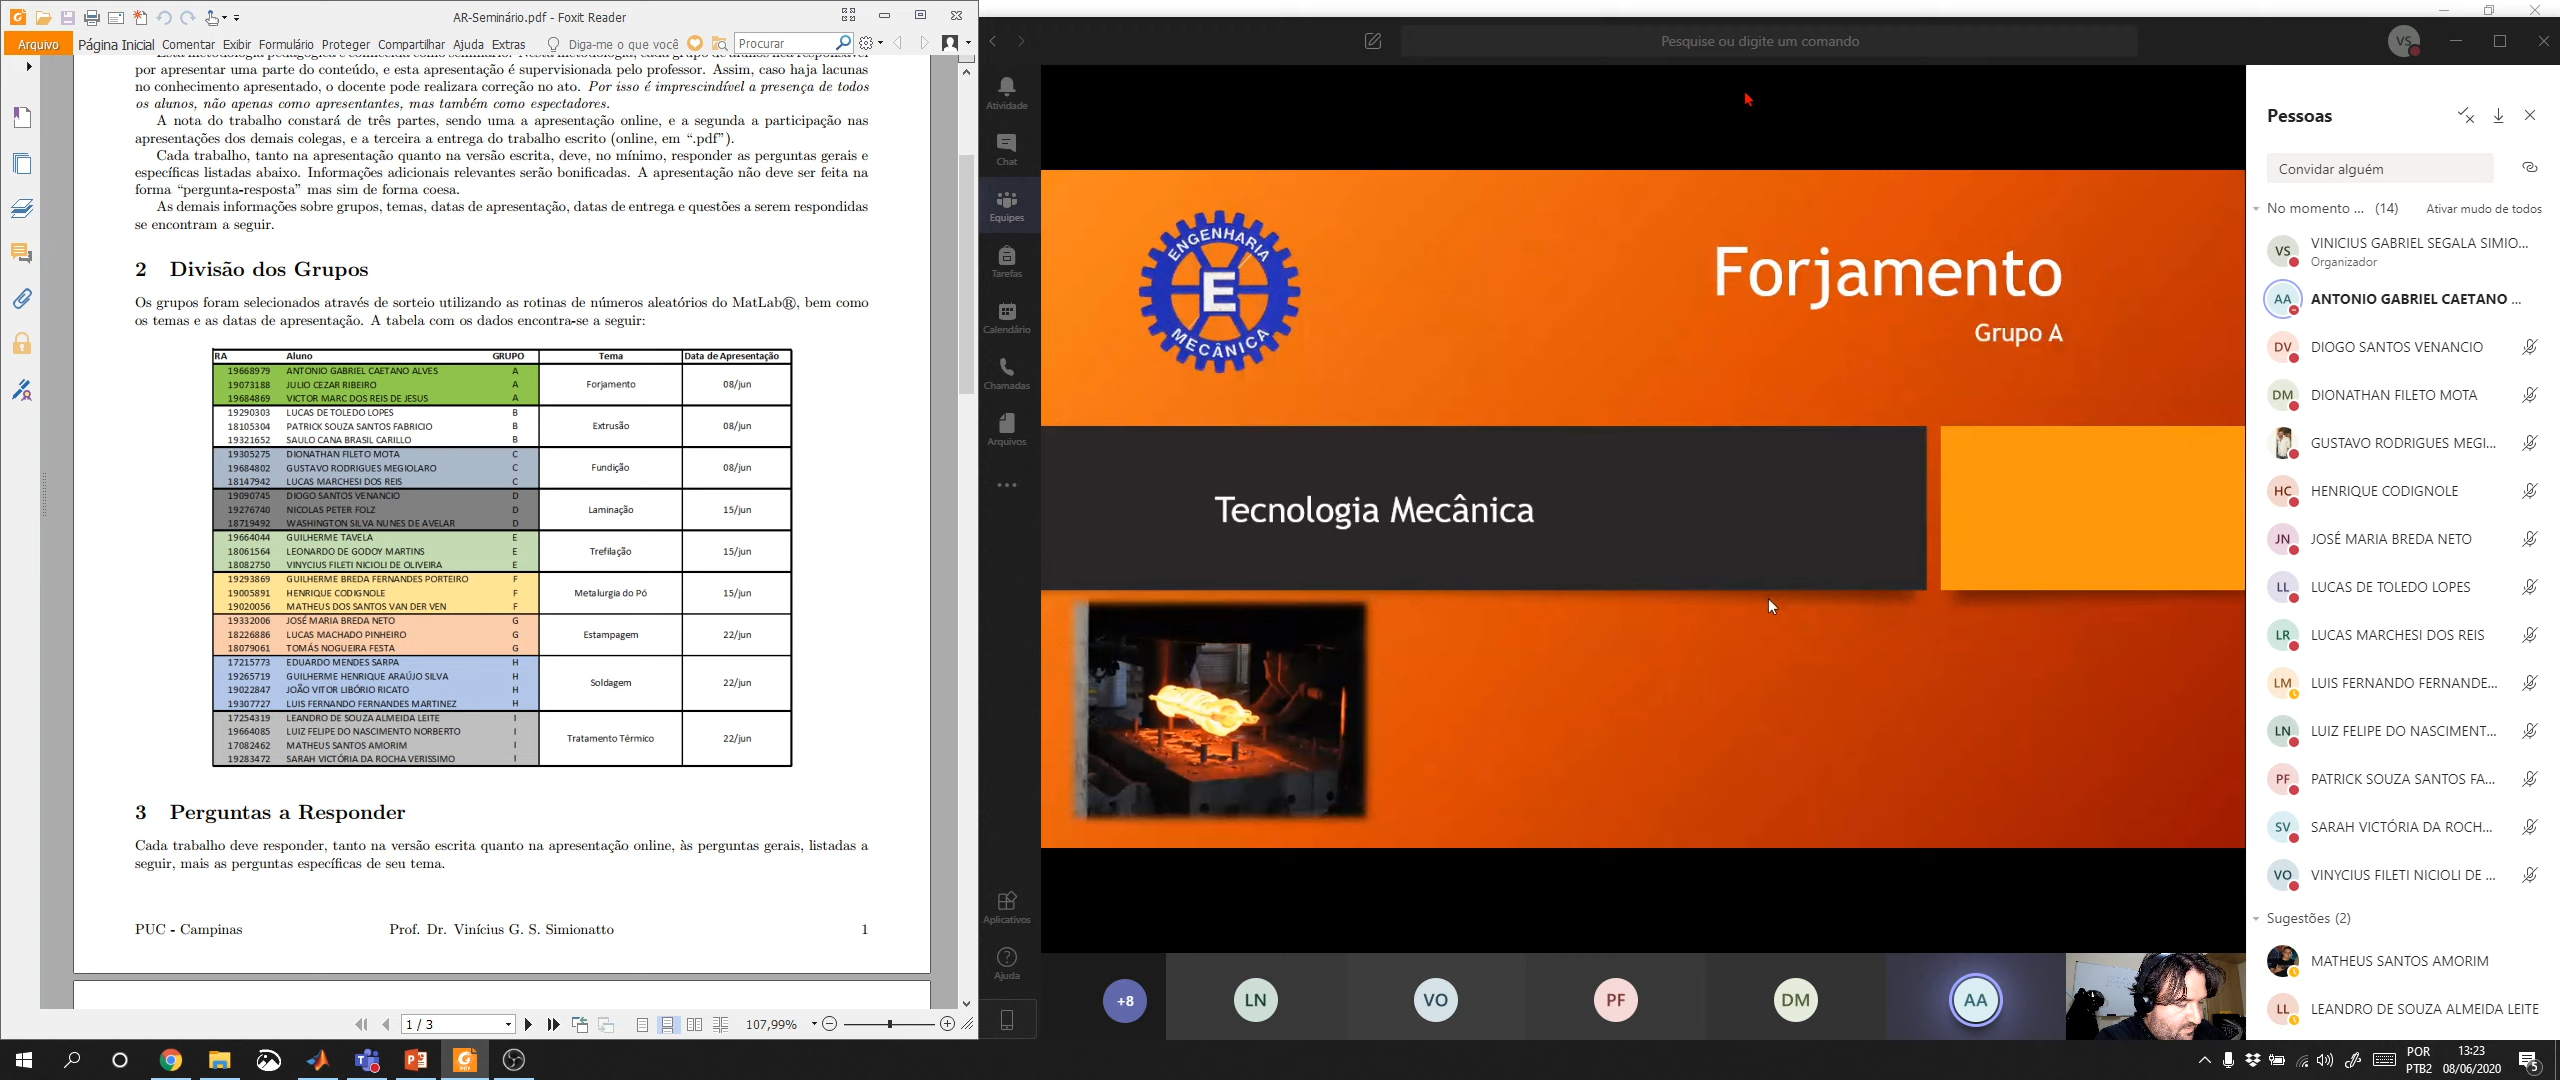 AR-Seminário.pdf - Foxit Reader
Arquivo Página Inicial Comentar Exibir Formulário Proteger Compartilhar Ajuda Extras Diga-me o que você Procurar
por apresentar uma parte do conteúdo, e esta apresentação é supervisionada pelo professor. Assim, caso haja lacunas
no conhecimento apresentado, o docente pode realizara correção no ato. Por isso é imprescindível a presença de todos
os alunos, não apenas como apresentantes, mas também como espectadores.
A nota do trabalho constará de três partes, sendo uma a apresentação online, e a segunda a participação nas
apresentações dos demais colegas, e a terceira a entrega do trabalho escrito (online, em “.pdf”).
Cada trabalho, tanto na apresentação quanto na versão escrita, deve, no mínimo, responder as perguntas gerais e
específicas listadas abaixo. Informações adicionais relevantes serão bonificadas. A apresentação não deve ser feita na
forma “pergunta-resposta” mas sim de forma coesa.
As demais informações sobre grupos, temas, datas de apresentação, datas de entrega e questões a serem respondidas
se encontram a seguir.
2 Divisão dos Grupos
Os grupos foram selecionados através de sorteio utilizando as rotinas de números aleatórios do MatLab®, bem como
os temas e as datas de apresentação. A tabela com os dados encontra-se a seguir:
RA Aluno GRUPO Tema Data de Apresentação
19668979 ANTONIO GABRIEL CAETANO ALVES A
19073188 JULIO CEZAR RIBEIRO A Forjamento 08/jun
19684869 VICTOR MARC DOS REIS DE JESUS A
19290303 LUCAS DE TOLEDO LOPES B
18105304 PATRICK SOUZA SANTOS FABRICIO B Extrusão 08/jun
19321652 SAULO CANA BRASIL CARILLO B
19305275 DIONATHAN FILETO MOTA C
19684802 GUSTAVO RODRIGUES MEGIOLARO C Fundição 08/jun
18147942 LUCAS MARCHESI DOS REIS C
19090745 DIOGO SANTOS VENANCIO D
19276740 NICOLAS PETER FOLZ D Laminação 15/jun
18719492 WASHINGTON SILVA NUNES DE AVELAR D
19664044 GUILHERME TAVELA E
18061564 LEONARDO DE GODOY MARTINS E Trefilação 15/jun
18082750 VINYCIUS FILETI NICIOLI DE OLIVEIRA E
19293869 GUILHERME BREDA FERNANDES PORTEIRO F
19005891 HENRIQUE CODIGNOLE F Metalurgia do Pó 15/jun
19020056 MATHEUS DOS SANTOS VAN DER VEN F
19332006 JOSÉ MARIA BREDA NETO G
18226886 LUCAS MACHADO PINHEIRO G Estampagem 22/jun
18079061 TOMÁS NOGUEIRA FESTA G
17215773 EDUARDO MENDES SARPA H
19265719 GUILHERME HENRIQUE ARAÚJO SILVA H Soldagem 22/jun
19022847 JOÃO VITOR LIBÓRIO RICATO H
19307727 LUIS FERNANDO FERNANDES MARTINEZ H
17254319 LEANDRO DE SOUZA ALMEIDA LEITE I
19664085 LUIZ FELIPE DO NASCIMENTO NORBERTO I Tratamento Térmico 22/jun
17082462 MATHEUS SANTOS AMORIM I
19283472 SARAH VICTÓRIA DA ROCHA VERISSIMO I
3 Perguntas a Responder
Cada trabalho deve responder, tanto na versão escrita quanto na apresentação online, às perguntas gerais, listadas a
seguir, mais as perguntas específicas de seu tema.
PUC - Campinas Prof. Dr. Vinícius G. S. Simionatto 1
1 / 3 107,99%
Pesquise ou digite um comando
VS
Atividade
Chat
Equipes
Tarefas
Calendário
Chamadas
Arquivos
Aplicativos
Ajuda
ENGENHARIA
E
MECÂNICA
Forjamento
Grupo A
Tecnologia Mecânica
+8 LN VO PF DM AA
Pessoas
Convidar alguém
No momento ... (14) Ativar mudo de todos
VS VINICIUS GABRIEL SEGALA SIMIO...
Organizador
AA ANTONIO GABRIEL CAETANO ...
DV DIOGO SANTOS VENANCIO
DM DIONATHAN FILETO MOTA
GUSTAVO RODRIGUES MEGI...
HC HENRIQUE CODIGNOLE
JN JOSÉ MARIA BREDA NETO
LL LUCAS DE TOLEDO LOPES
LR LUCAS MARCHESI DOS REIS
LM LUIS FERNANDO FERNANDE...
LN LUIZ FELIPE DO NASCIMENT...
PF PATRICK SOUZA SANTOS FA...
SV SARAH VICTÓRIA DA ROCH...
VO VINYCIUS FILETI NICIOLI DE ...
Sugestões (2)
MATHEUS SANTOS AMORIM
LL LEANDRO DE SOUZA ALMEIDA LEITE
POR 13:23
PTB2 08/06/2020 5